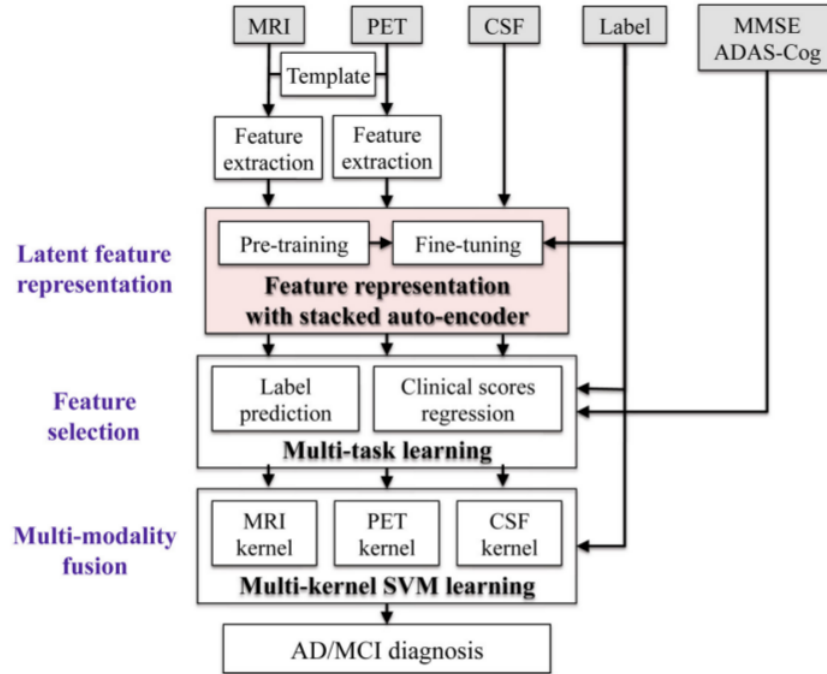 MRI
PET
CSF
Label
MMSE
ADAS-Cog
Template
Feature
extraction
Feature
extraction
Latent feature
representation
Pre-training
Fine-tuning
Feature representation
with stacked auto-encoder
Feature
selection
Label
prediction
Clinical scores
regression
Multi-task learning
Multi-modality
fusion
MRI
kernel
PET
kernel
CSF
kernel
Multi-kernel SVM learning
AD/MCI diagnosis